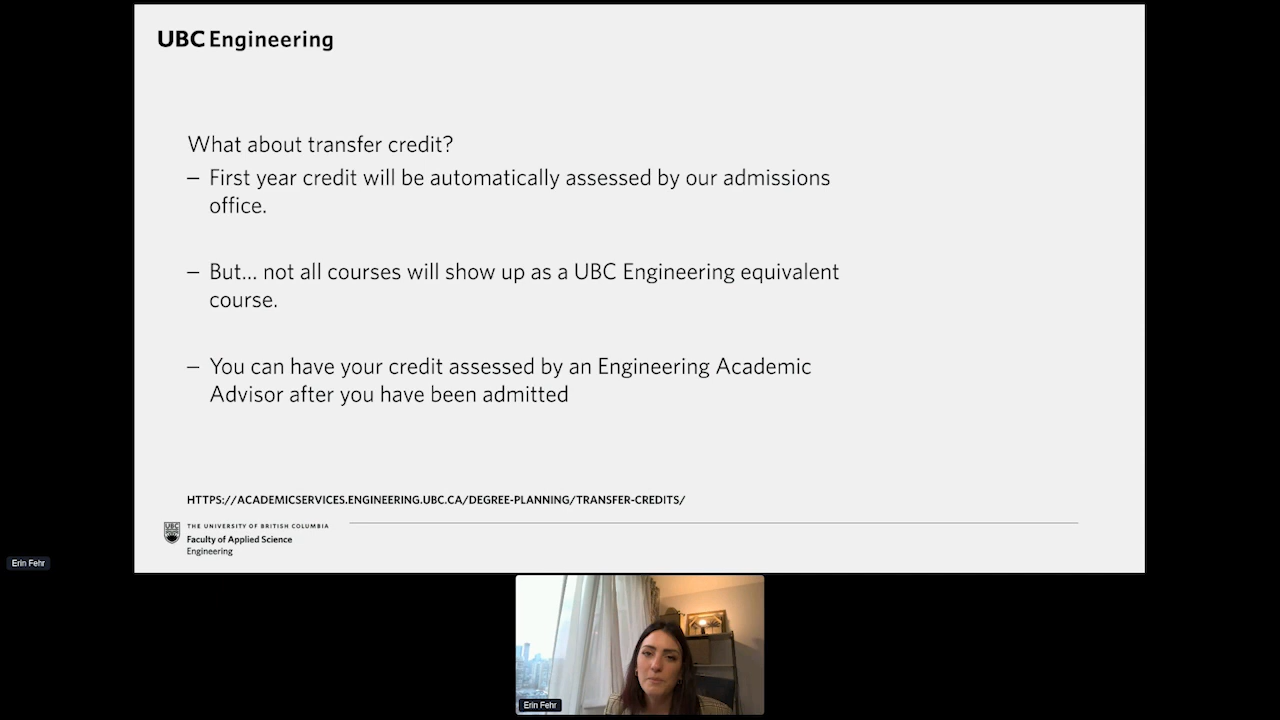 UBC Engineering
What about transfer credit?
– First year credit will be automatically assessed by our admissions
office.
– But... not all courses will show up as a UBC Engineering equivalent
course.
– You can have your credit assessed by an Engineering Academic
Advisor after you have been admitted
HTTPS://ACADEMICSERVICES.ENGINEERING.UBC.CA/DEGREE-PLANNING/TRANSFER-CREDITS/
UBC
THE UNIVERSITY OF BRITISH COLUMBIA
Faculty of Applied Science
Engineering
Erin Fehr
Erin Fehr